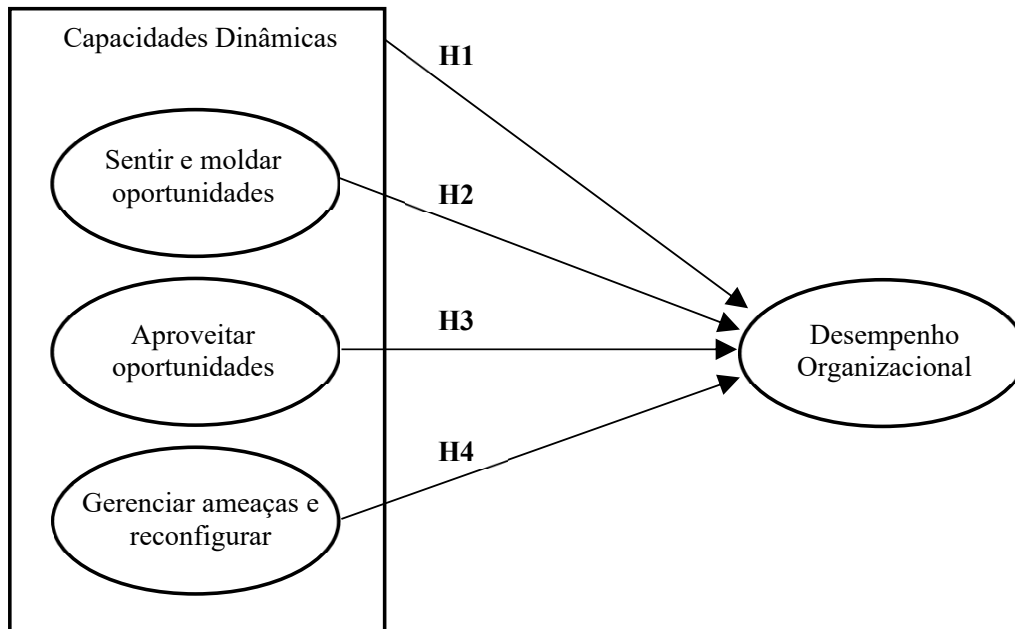 Capacidades Dinâmicas
H1
Sentir e moldar
oportunidades
H2
Aproveitar
oportunidades
H3
Desempenho
Organizacional
H4
Gerenciar ameaças e
reconfigurar